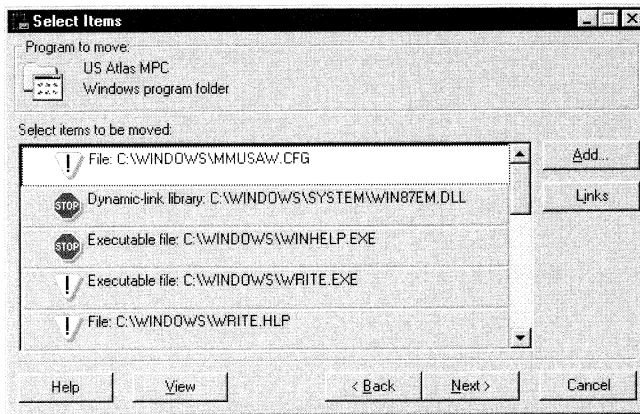 Select Items
Program to move:
US Atlas MPC
Windows program folder
Select items to be moved:
File: C:\WINDOWS\MMUSAW.CFG
STOP Dynamic-link library: C:\WINDOWS\SYSTEM\WIN87EM.DLL
STOP Executable file: C:\WINDOWS\WINHELP.EXE
Executable file: C:\WINDOWS\WRITE.EXE
File: C:\WINDOWS\WRITE.HLP
Add...
Links
Help
View
< Back
Next >
Cancel